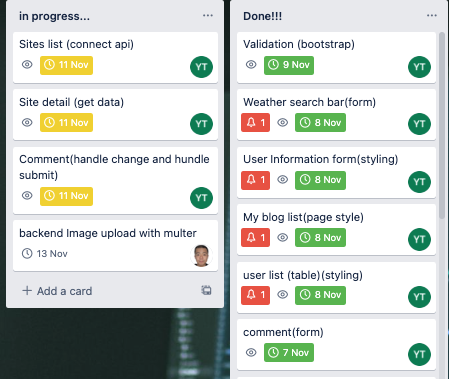 in progress...
Sites list (connect api)
11 Nov
YT
Site detail (get data)
11 Nov
YT
Comment(handle change and hundle
submit)
11 Nov
YT
backend Image upload with multer
13 Nov
+ Add a card
Done!!!
Validation (bootstrap)
9 Nov
YT
Weather search bar(form)
1 8 Nov
YT
User Information form(styling)
1 8 Nov
YT
My blog list(page style)
1 8 Nov
YT
user list (table)(styling)
1 8 Nov
YT
comment(form)
7 Nov
YT